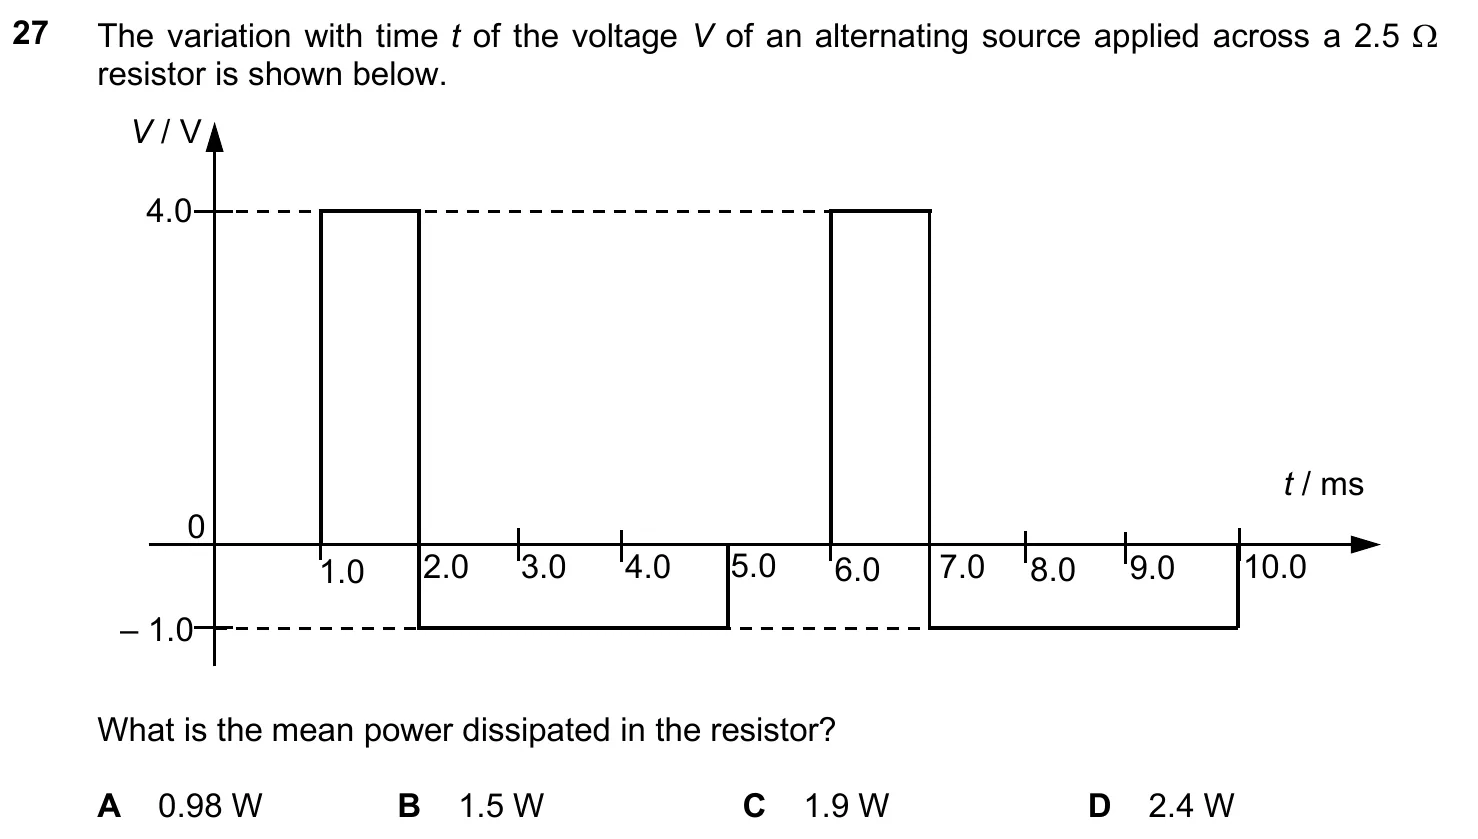 27 The variation with time t of the voltage V of an alternating source applied across a 2.5 Ω
resistor is shown below.
V / V
4.0
t / ms
0
1.0 2.0 3.0 4.0 5.0 6.0 7.0 8.0 9.0 10.0
– 1.0
What is the mean power dissipated in the resistor?
A 0.98 W B 1.5 W C 1.9 W D 2.4 W